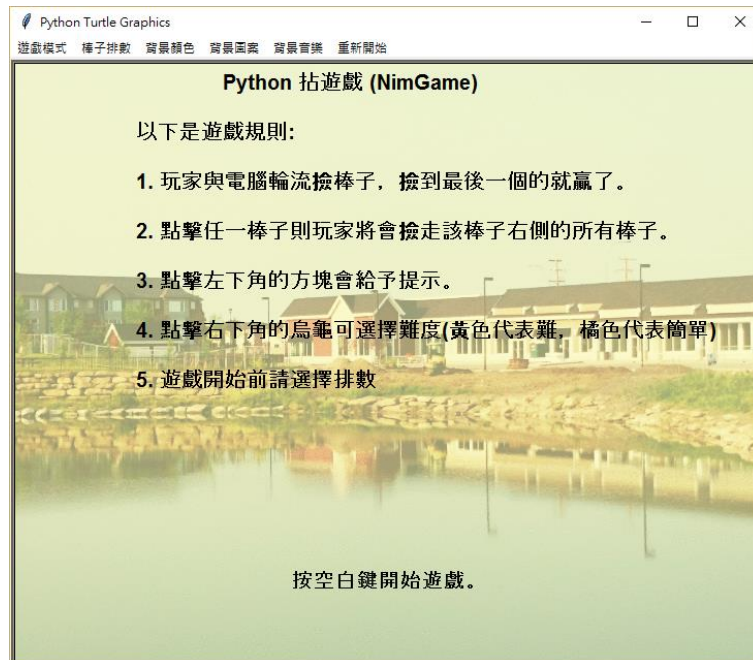 Python Turtle Graphics
遊戲模式 棒子排數 背景顏色 背景圖案 背景音樂 重新開始
Python 拈遊戲 (NimGame)
以下是遊戲規則:
1. 玩家與電腦輪流撿棒子，撿到最後一個的就贏了。
2. 點擊任一棒子則玩家將會撿走該棒子右側的所有棒子。
3. 點擊左下角的方塊會給予提示。
4. 點擊右下角的烏龜可選擇難度(黃色代表難，橘色代表簡單)
5. 遊戲開始前請選擇排數
按空白鍵開始遊戲。